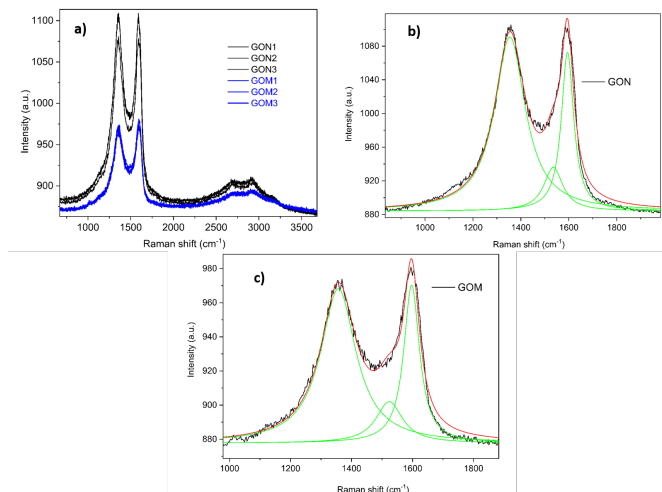 a)
GON1
GON2
GON3
GOM1
GOM2
GOM3
1100
1050
1000
950
900
Intensity (a.u.)
1000 1500 2000 2500 3000 3500
Raman shift (cm⁻¹)
b)
GON
1080
1040
1000
960
920
880
Intensity (a.u.)
1000 1200 1400 1600 1800
Raman shift (cm⁻¹)
c)
GOM
980
960
940
920
900
880
Intensity (a.u.)
1000 1200 1400 1600 1800
Raman shift (cm⁻¹)